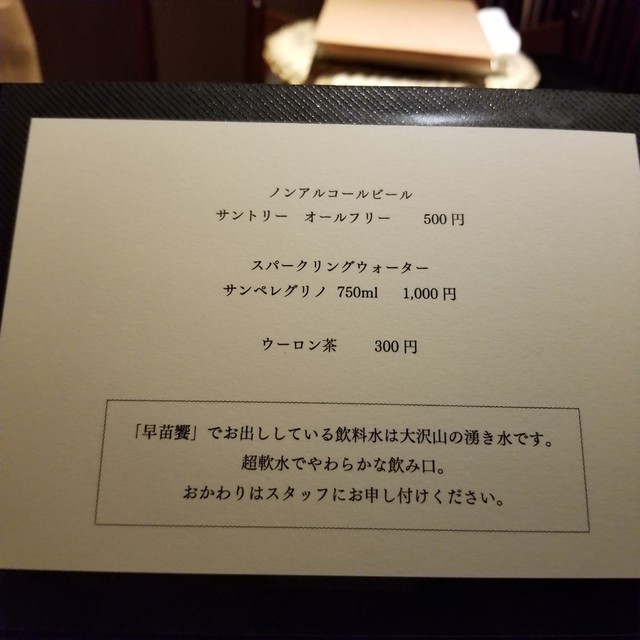 ノンアルコールビール
サントリー　オールフリー　　500円
スパークリングウォーター
サンペレグリノ 750ml　1,000円
ウーロン茶　　300円
「早苗饗」でお出ししている飲料水は大沢山の湧き水です。
超軟水でやわらかな飲み口。
おかわりはスタッフにお申し付けください。